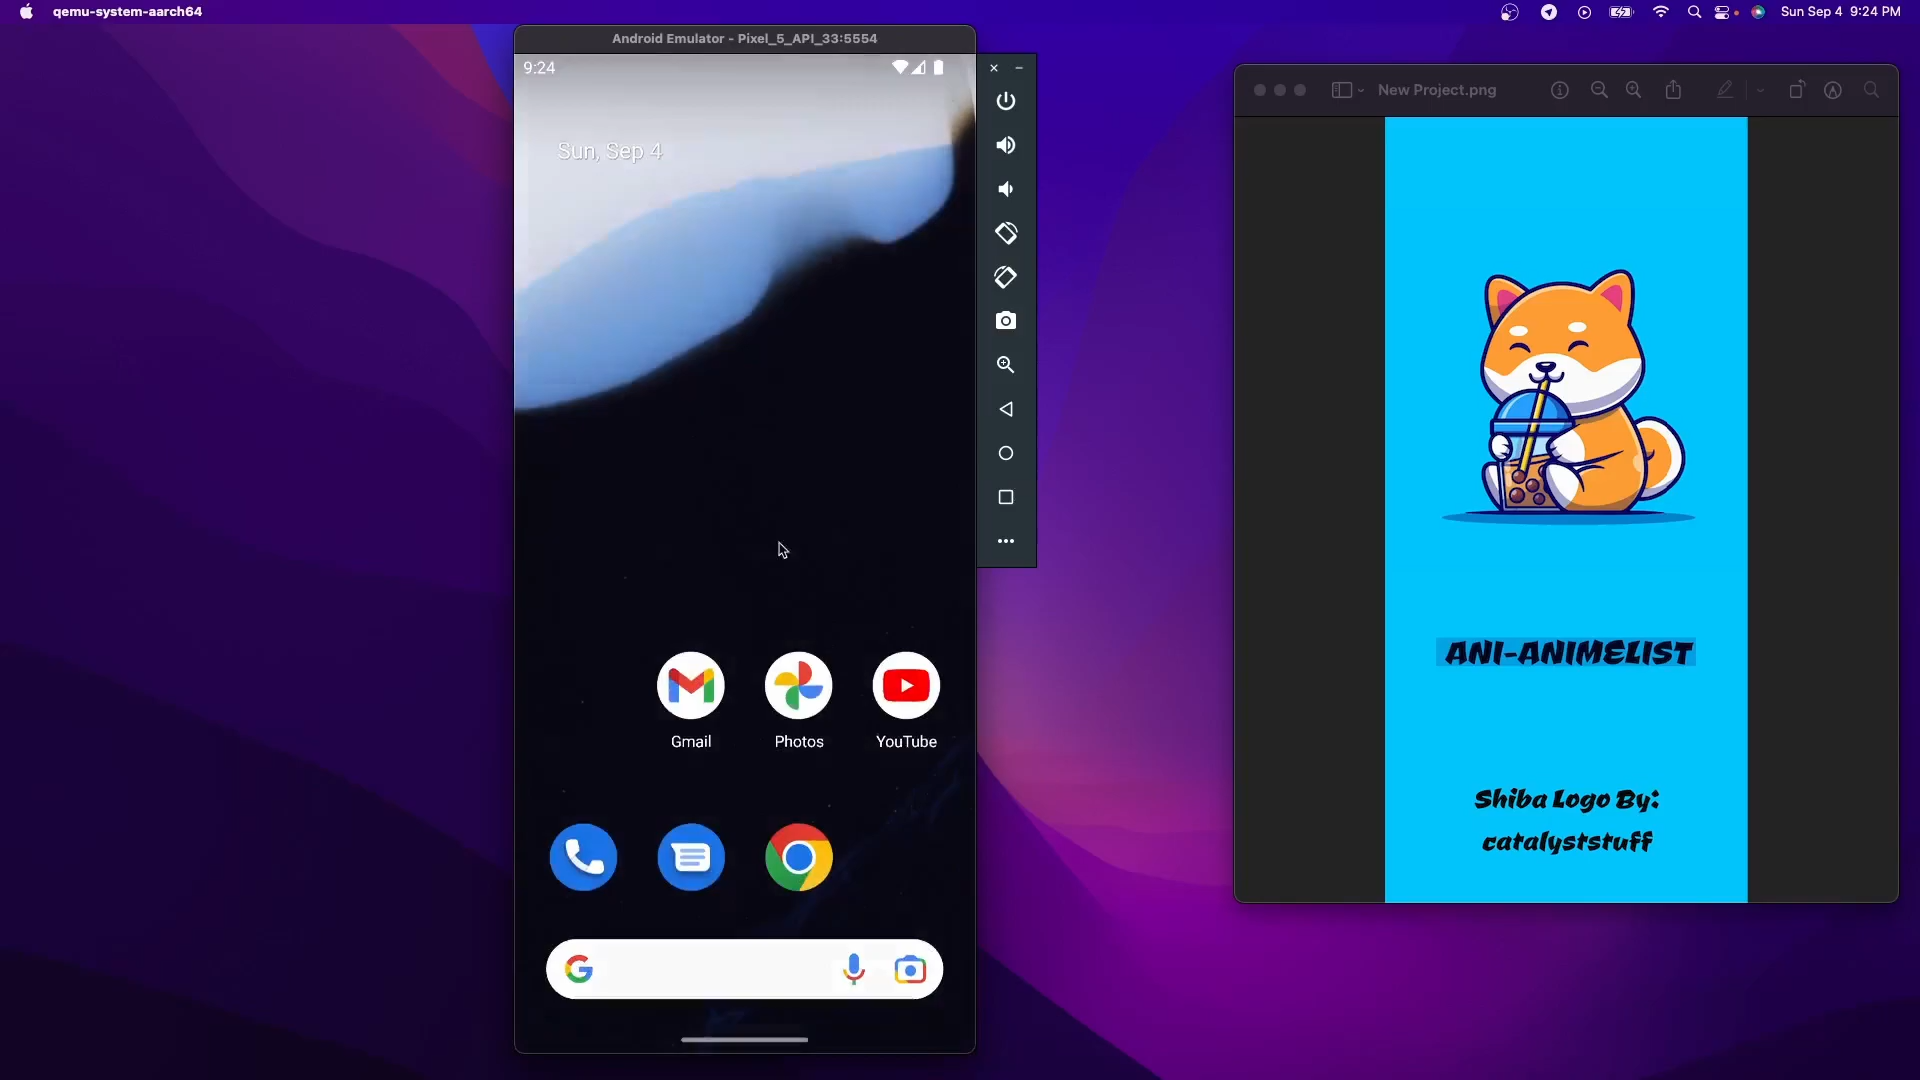 qemu-system-aarch64
Sun Sep 4 9:24 PM
Android Emulator - Pixel_5_API_33:5554
9:24
Sun, Sep 4
Gmail
Photos
YouTube
New Project.png
ANI-ANIMELIST
Shiba Logo By:
catalyststuff